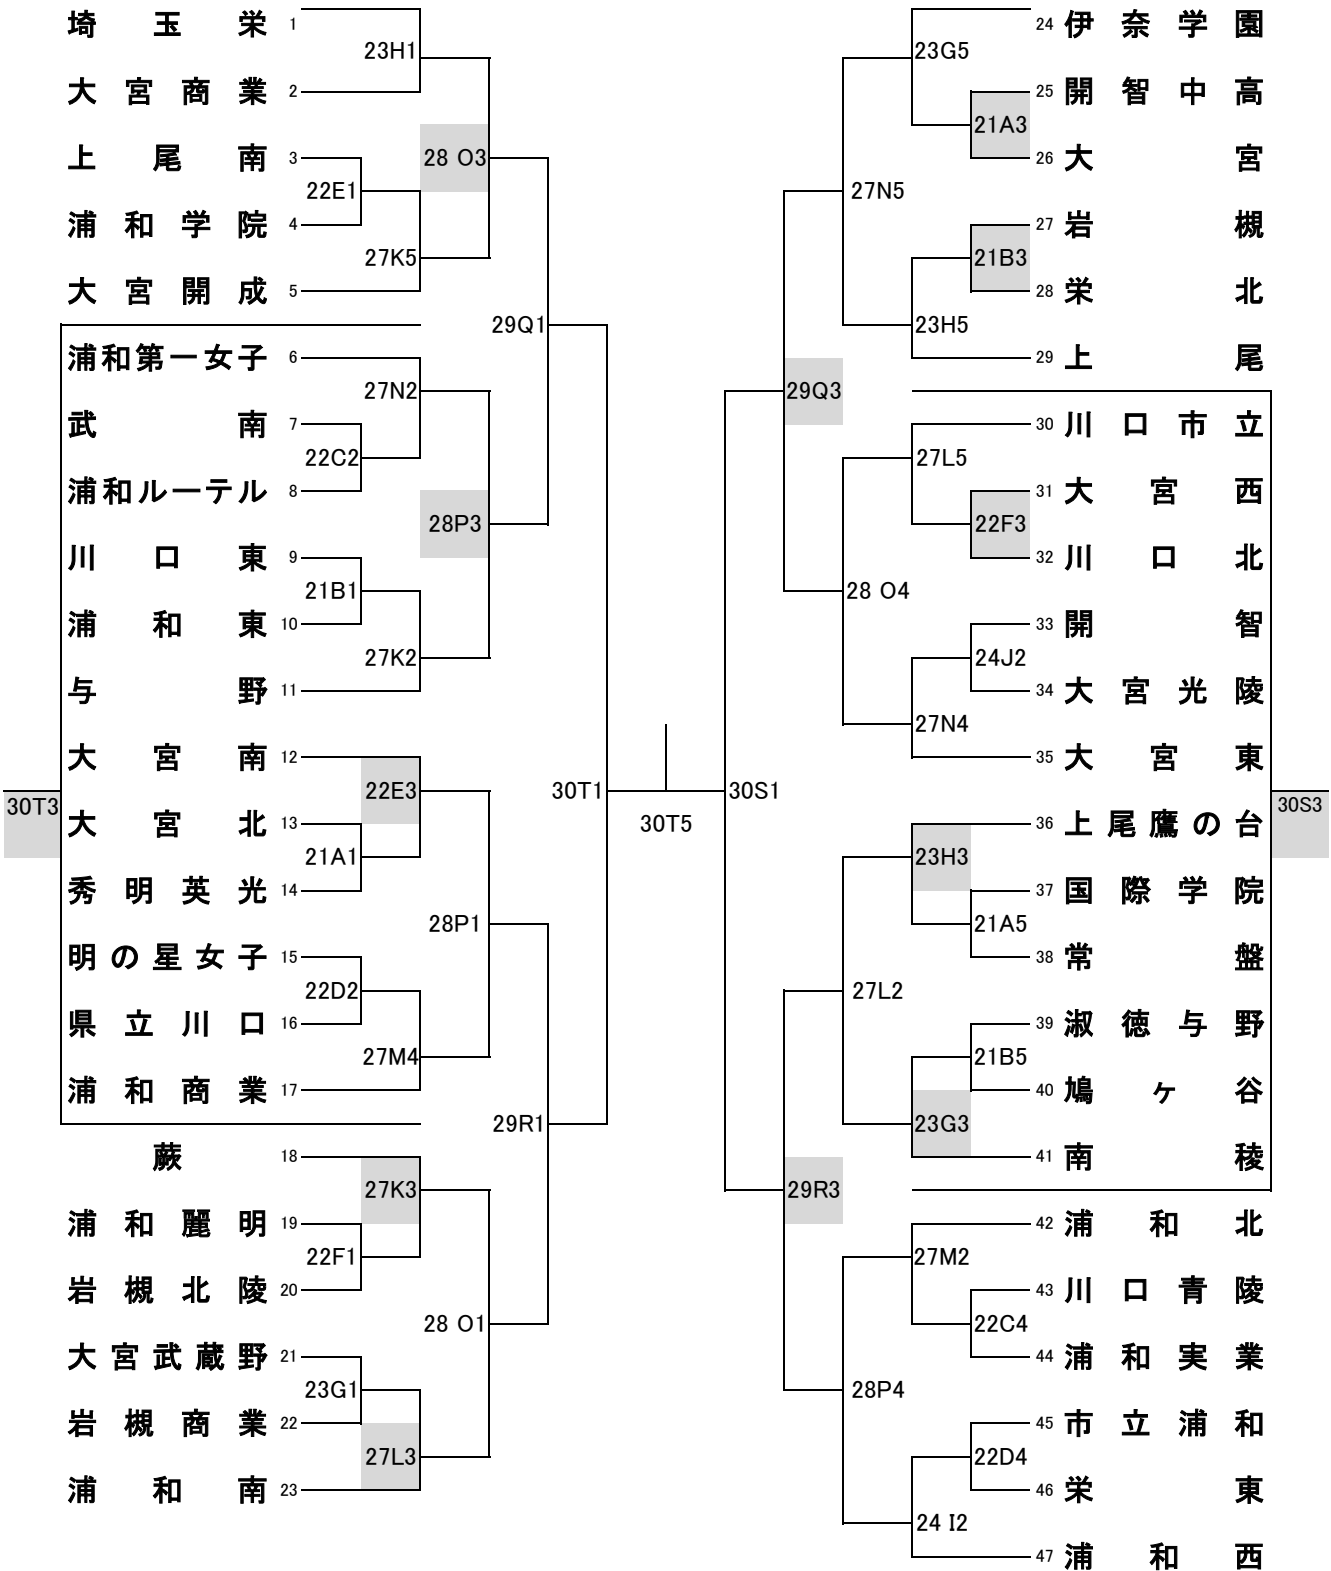 埼玉栄 1
23H1
大宮商業 2
28 O3
上尾南 3
22E1
浦和学院 4
27K5
大宮開成 5
29Q1
浦和第一女子 6
27N2
武南 7
22C2
浦和ルーテル 8
28P3
川口東 9
21B1
浦和東 10
27K2
与野 11
大宮南 12
22E3
30T3
大宮北 13
21A1
秀明英光 14
28P1
明の星女子 15
22D2
県立川口 16
27M4
浦和商業 17
29R1
蕨 18
27K3
浦和麗明 19
22F1
岩槻北陵 20
28 O1
大宮武蔵野 21
23G1
岩槻商業 22
27L3
浦和南 23
30T1
30T5
30S1
24 伊奈学園
23G5
25 開智中高
21A3
26 大宮
27N5
27 岩槻
21B3
28 栄北
23H5
29 上尾
29Q3
30 川口市立
27L5
31 大宮西
22F3
32 川口北
28 O4
33 開智
24J2
34 大宮光陵
27N4
35 大宮東
30S3
36 上尾鷹の台
23H3
37 国際学院
21A5
38 常盤
27L2
39 淑徳与野
21B5
40 鳩ヶ谷
23G3
41 南稜
29R3
42 浦和北
27M2
43 川口青陵
22C4
44 浦和実業
28P4
45 市立浦和
22D4
46 栄東
24 I2
47 浦和西